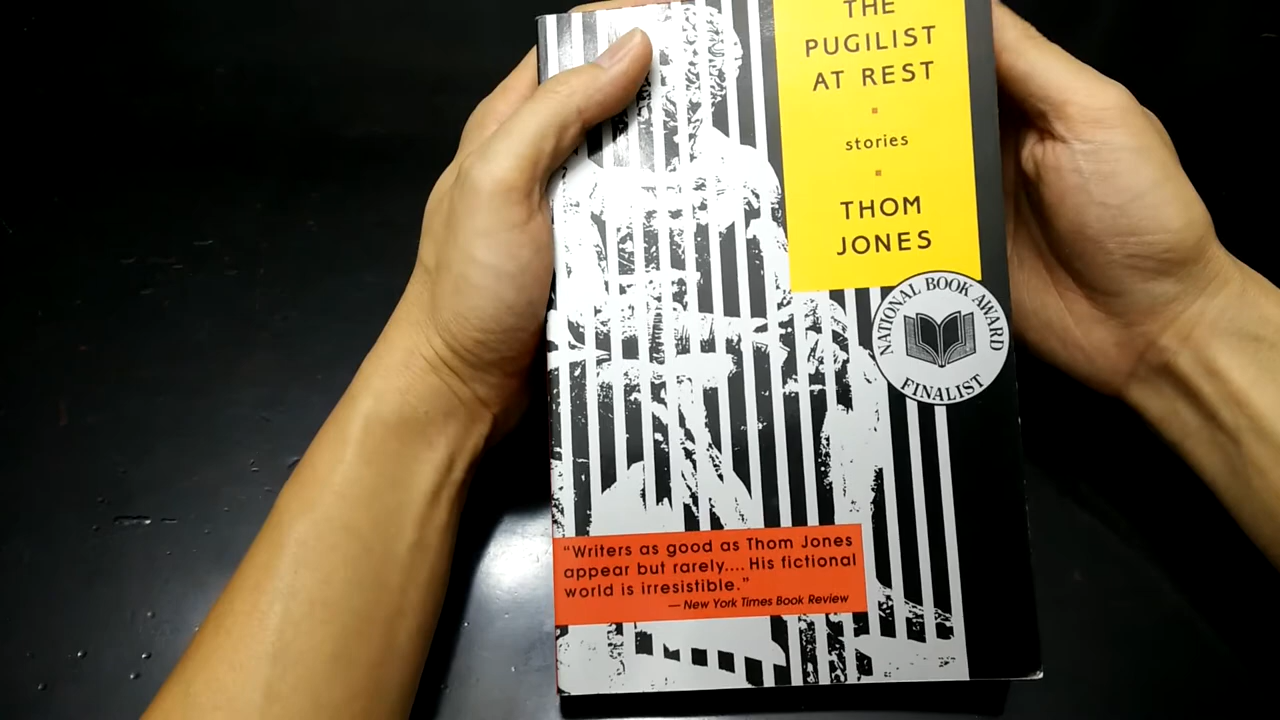 THE
PUGILIST
AT REST
stories
THOM
JONES
NATIONAL BOOK AWARD
FINALIST
“Writers as good as Thom Jones
appear but rarely.... His fictional
world is irresistible.”
— New York Times Book Review